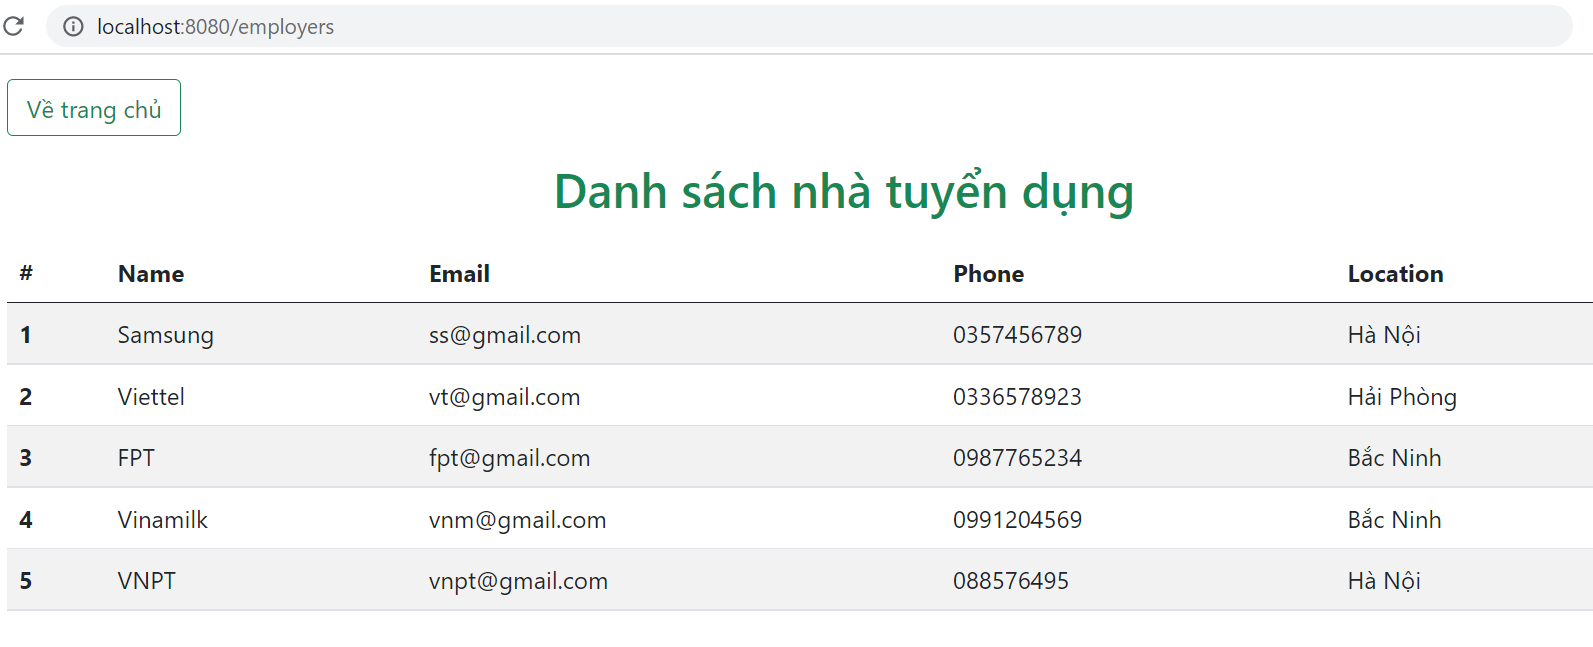 localhost:8080/employers
Về trang chủ
Danh sách nhà tuyển dụng
# Name Email Phone Location
1 Samsung ss@gmail.com 0357456789 Hà Nội
2 Viettel vt@gmail.com 0336578923 Hải Phòng
3 FPT fpt@gmail.com 0987765234 Bắc Ninh
4 Vinamilk vnm@gmail.com 0991204569 Bắc Ninh
5 VNPT vnpt@gmail.com 088576495 Hà Nội